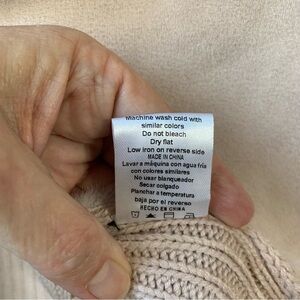 Machine wash cold with
similar colors
Do not bleach
Dry flat
Low iron on reverse side
MADE IN CHINA
Lavar a máquina con agua fría
con colores similares
No usar blanqueador
Secar colgado
Planchar a temperatura
baja por el reverso
HECHO EN CHINA